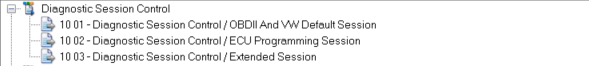 Diagnostic Session Control
10 01 - Diagnostic Session Control / OBDII And VW Default Session
10 02 - Diagnostic Session Control / ECU Programming Session
10 03 - Diagnostic Session Control / Extended Session